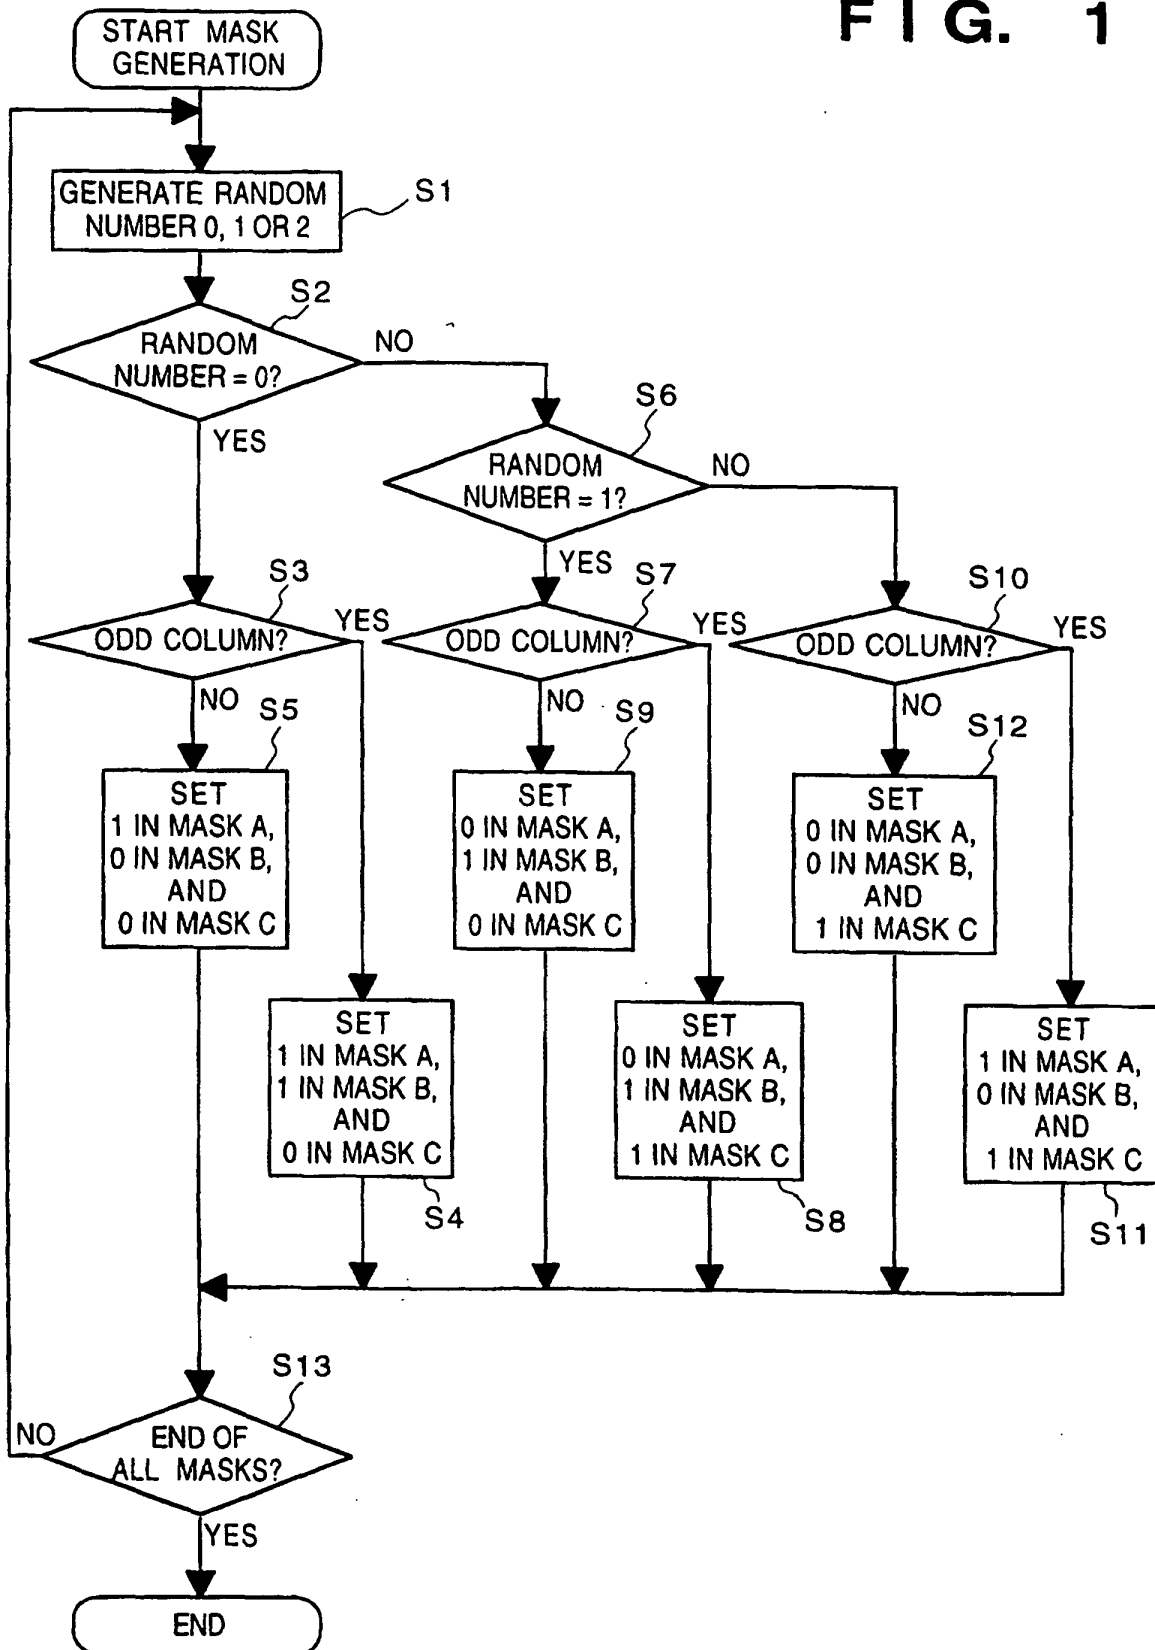 FIG. 1
START MASK
GENERATION
GENERATE RANDOM
NUMBER 0, 1 OR 2
S1
S2
RANDOM
NUMBER = 0?
NO
YES
S6
RANDOM
NUMBER = 1?
NO
YES
S3
ODD COLUMN?
YES
NO
S7
ODD COLUMN?
YES
NO
S10
ODD COLUMN?
YES
NO
S5
SET
1 IN MASK A,
0 IN MASK B,
AND
0 IN MASK C
S9
SET
0 IN MASK A,
1 IN MASK B,
AND
0 IN MASK C
S12
SET
0 IN MASK A,
0 IN MASK B,
AND
1 IN MASK C
SET
1 IN MASK A,
1 IN MASK B,
AND
0 IN MASK C
S4
SET
0 IN MASK A,
1 IN MASK B,
AND
1 IN MASK C
S8
SET
1 IN MASK A,
0 IN MASK B,
AND
1 IN MASK C
S11
S13
END OF
ALL MASKS?
NO
YES
END